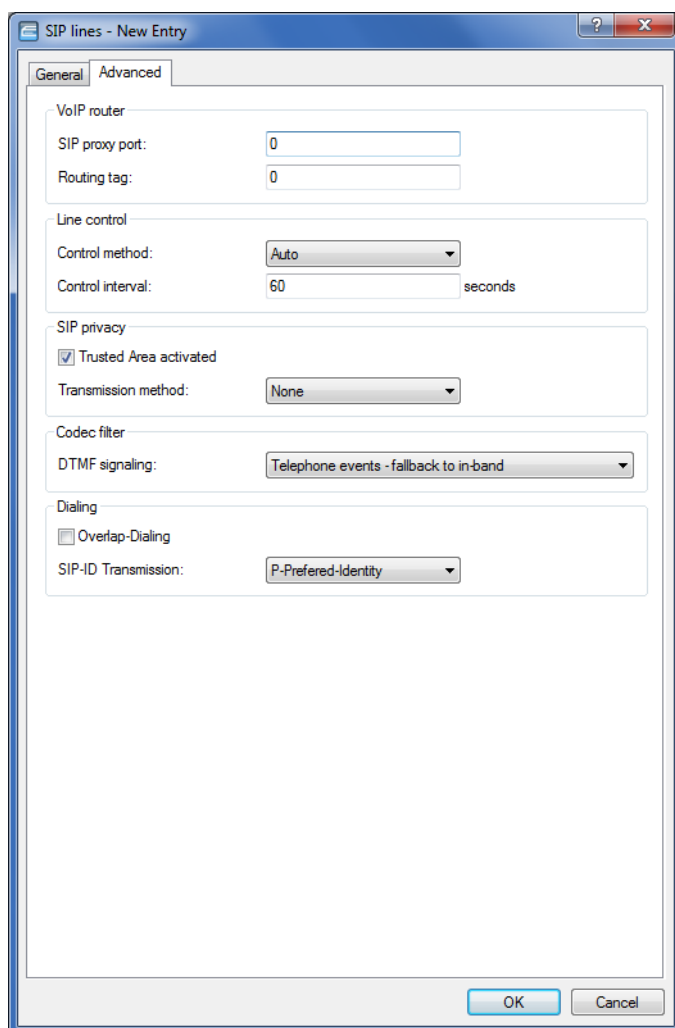 SIP lines - New Entry
? X
General Advanced
VoIP router
SIP proxy port: 0
Routing tag: 0
Line control
Control method: Auto
Control interval: 60 seconds
SIP privacy
Trusted Area activated
Transmission method: None
Codec filter
DTMF signaling: Telephone events - fallback to in-band
Dialing
Overlap-Dialing
SIP-ID Transmission: P-Prefered-Identity
OK Cancel